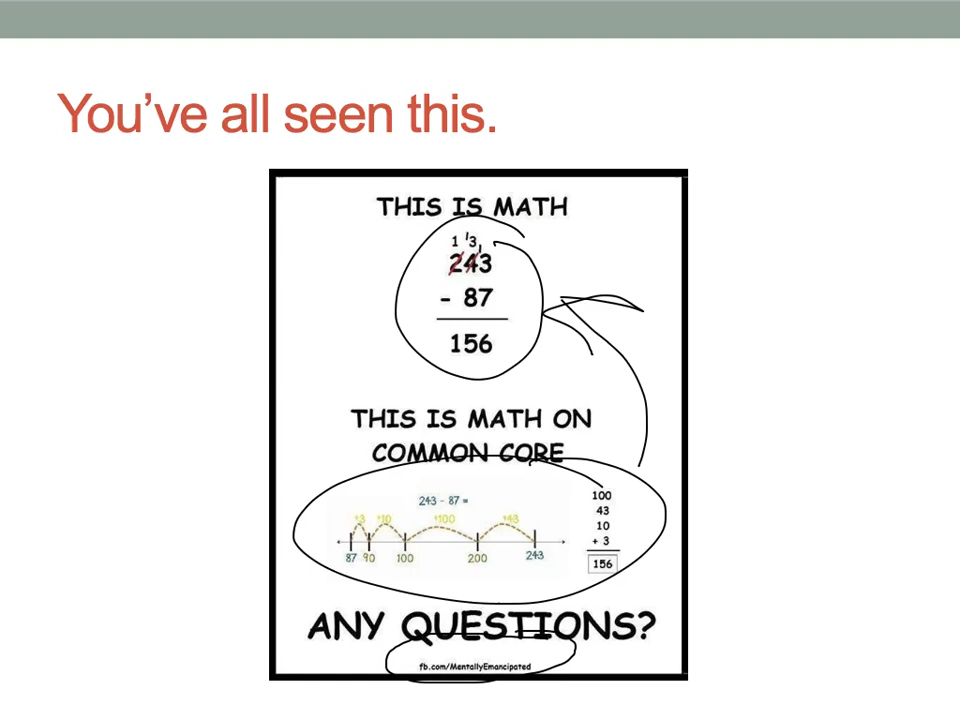 You've all seen this.
THIS IS MATH
1 13 1
243
- 87
156
THIS IS MATH ON
COMMON CORE
243 - 87 =
+3 +10 +100 +43
87 90 100 200 243
100
43
10
+ 3
156
ANY QUESTIONS?
fb.com/MentallyEmancipated